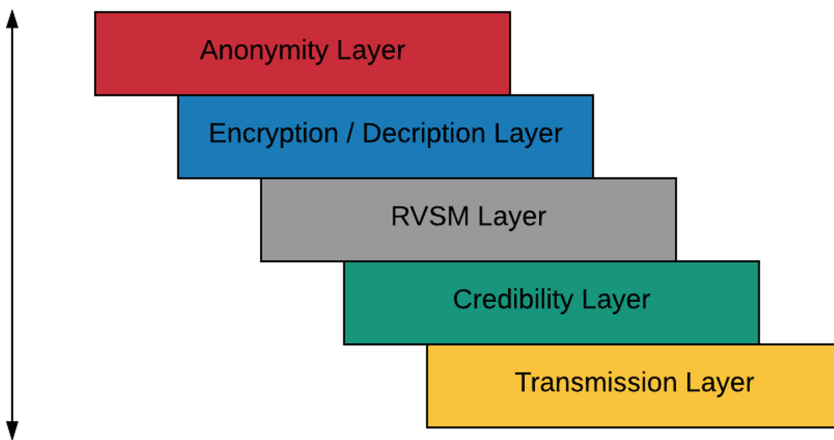 Anonymity Layer
Encryption / Decription Layer
RVSM Layer
Credibility Layer
Transmission Layer